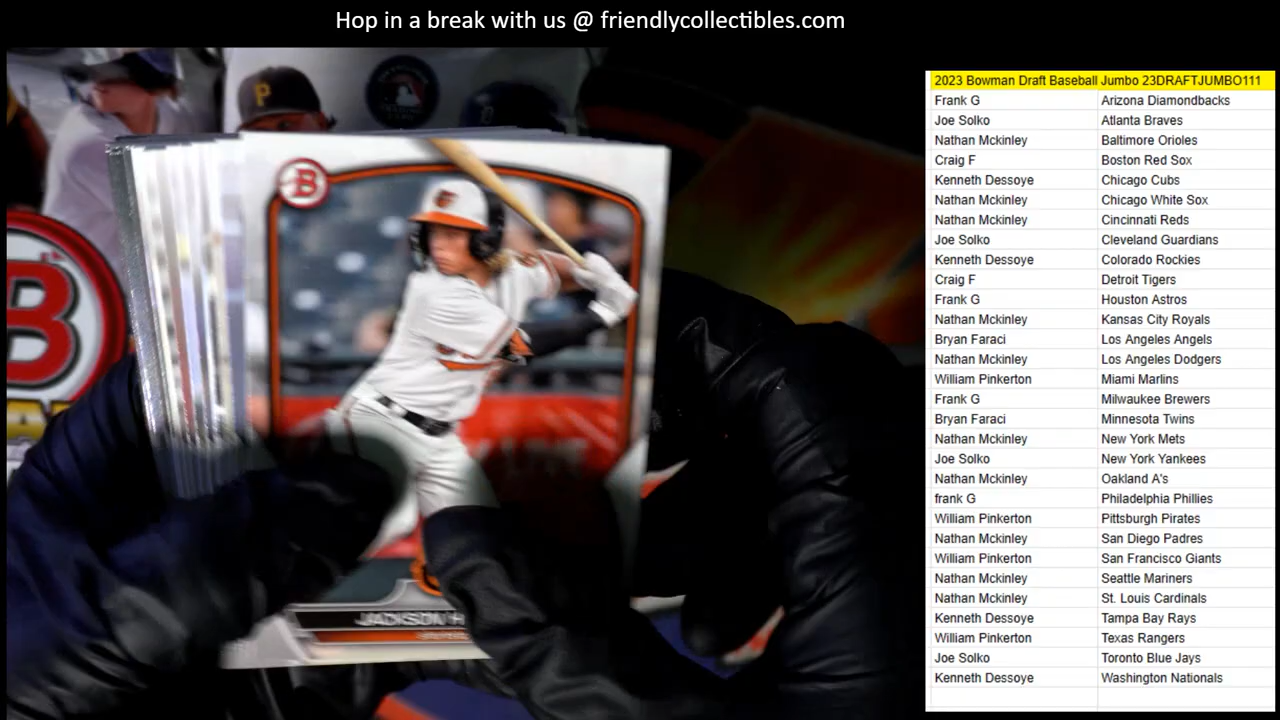 Hop in a break with us @ friendlycollectibles.com
2023 Bowman Draft Baseball Jumbo 23DRAFTJUMBO111
Frank G Arizona Diamondbacks
Joe Solko Atlanta Braves
Nathan Mckinley Baltimore Orioles
Craig F Boston Red Sox
Kenneth Dessoye Chicago Cubs
Nathan Mckinley Chicago White Sox
Nathan Mckinley Cincinnati Reds
Joe Solko Cleveland Guardians
Kenneth Dessoye Colorado Rockies
Craig F Detroit Tigers
Frank G Houston Astros
Nathan Mckinley Kansas City Royals
Bryan Faraci Los Angeles Angels
Nathan Mckinley Los Angeles Dodgers
William Pinkerton Miami Marlins
Frank G Milwaukee Brewers
Bryan Faraci Minnesota Twins
Nathan Mckinley New York Mets
Joe Solko New York Yankees
Nathan Mckinley Oakland A's
frank G Philadelphia Phillies
William Pinkerton Pittsburgh Pirates
Nathan Mckinley San Diego Padres
William Pinkerton San Francisco Giants
Nathan Mckinley Seattle Mariners
Nathan Mckinley St. Louis Cardinals
Kenneth Dessoye Tampa Bay Rays
William Pinkerton Texas Rangers
Joe Solko Toronto Blue Jays
Kenneth Dessoye Washington Nationals
B
B
P
JACKSON H